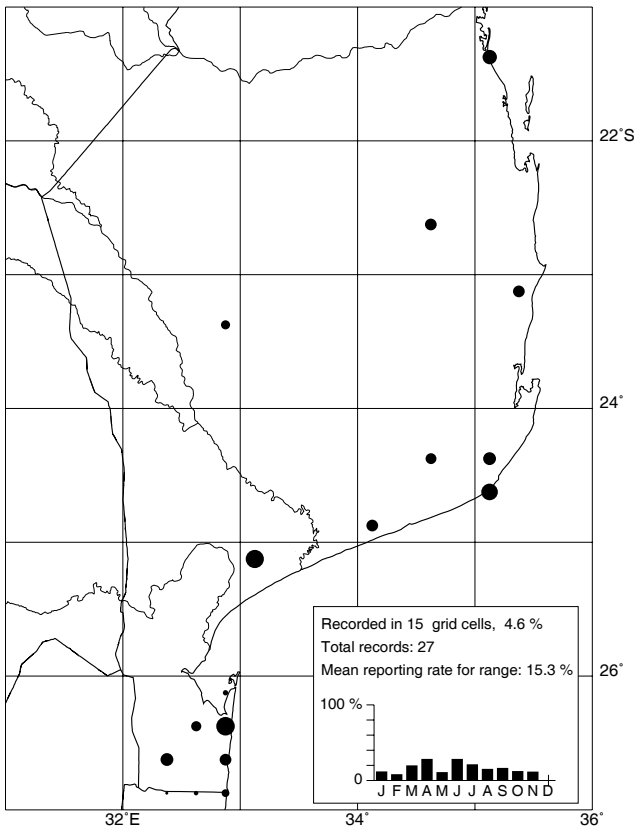 22˚S
24˚
Recorded in 15 grid cells, 4.6 %
Total records: 27
Mean reporting rate for range: 15.3 %
26˚
100 %
0
J F M A M J J A S O N D
32˚E
34˚
36˚